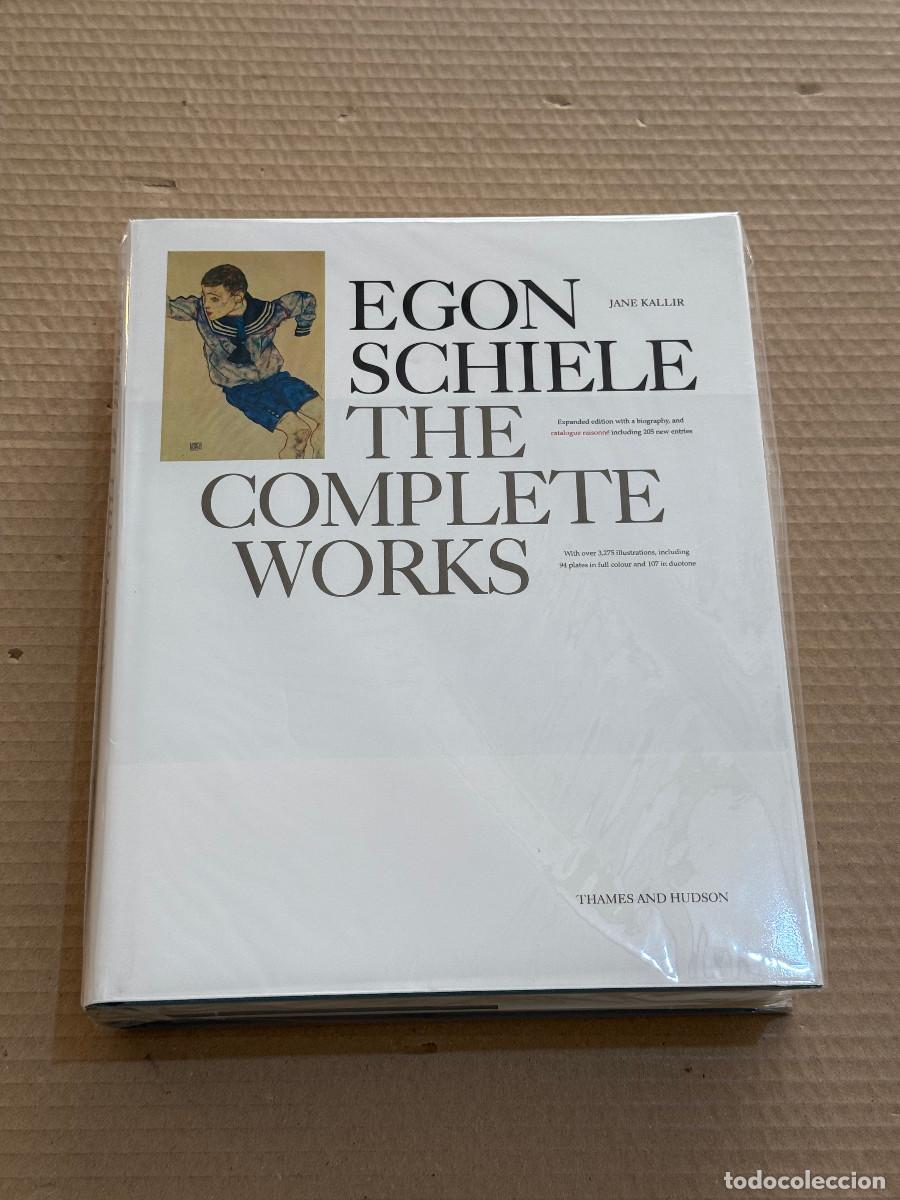 EGON
JANE KALLIR
SCHIELE
THE
Expanded edition with a biography, and
catalogue raisonné including 205 new entries
COMPLETE
WORKS
With over 3,275 illustrations, including
94 plates in full colour and 107 in duotone
THAMES AND HUDSON
todocoleccion